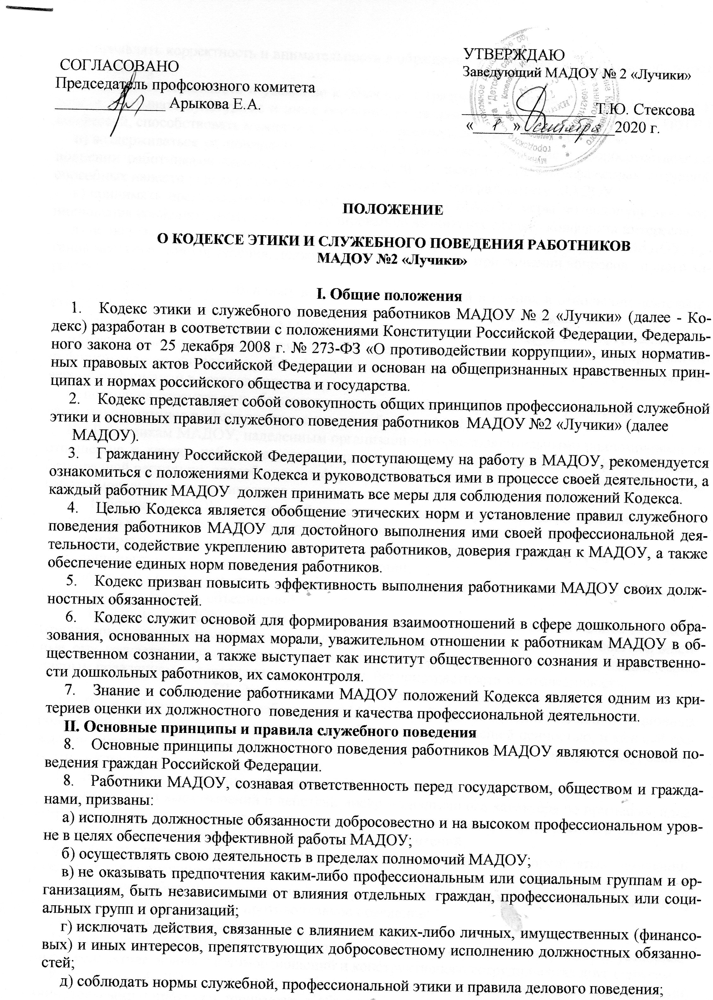 СОГЛАСОВАНО
Председатель профсоюзного комитета
Арыкова Е.А.
УТВЕРЖДАЮ
Заведующий МАДОУ № 2 «Лучики»
Т.Ю. Стексова
« 1 » сентября 2020 г.
ПОЛОЖЕНИЕ
О КОДЕКСЕ ЭТИКИ И СЛУЖЕБНОГО ПОВЕДЕНИЯ РАБОТНИКОВ
МАДОУ №2 «Лучики»
I. Общие положения
1. Кодекс этики и служебного поведения работников МАДОУ № 2 «Лучики» (далее - Ко-
декс) разработан в соответствии с положениями Конституции Российской Федерации, Федераль-
ного закона от 25 декабря 2008 г. № 273-ФЗ «О противодействии коррупции», иных норматив-
ных правовых актов Российской Федерации и основан на общепризнанных нравственных прин-
ципах и нормах российского общества и государства.
2. Кодекс представляет собой совокупность общих принципов профессиональной служебной
этики и основных правил служебного поведения работников МАДОУ №2 «Лучики» (далее
МАДОУ).
3. Гражданину Российской Федерации, поступающему на работу в МАДОУ, рекомендуется
ознакомиться с положениями Кодекса и руководствоваться ими в процессе своей деятельности, а
каждый работник МАДОУ должен принимать все меры для соблюдения положений Кодекса.
4. Целью Кодекса является обобщение этических норм и установление правил служебного
поведения работников МАДОУ для достойного выполнения ими своей профессиональной дея-
тельности, содействие укреплению авторитета работников, доверия граждан к МАДОУ, а также
обеспечение единых норм поведения работников.
5. Кодекс призван повысить эффективность выполнения работниками МАДОУ своих долж-
ностных обязанностей.
6. Кодекс служит основой для формирования взаимоотношений в сфере дошкольного обра-
зования, основанных на нормах морали, уважительном отношении к работникам МАДОУ в об-
щественном сознании, а также выступает как институт общественного сознания и нравственно-
сти дошкольных работников, их самоконтроля.
7. Знание и соблюдение работниками МАДОУ положений Кодекса является одним из кри-
териев оценки их должностного поведения и качества профессиональной деятельности.
II. Основные принципы и правила служебного поведения
8. Основные принципы должностного поведения работников МАДОУ являются основой по-
ведения граждан Российской Федерации.
8. Работники МАДОУ, сознавая ответственность перед государством, обществом и гражда-
нами, призваны:
а) исполнять должностные обязанности добросовестно и на высоком профессиональном уров-
не в целях обеспечения эффективной работы МАДОУ;
б) осуществлять свою деятельность в пределах полномочий МАДОУ;
в) не оказывать предпочтения каким-либо профессиональным или социальным группам и ор-
ганизациям, быть независимыми от влияния отдельных граждан, профессиональных или соци-
альных групп и организаций;
г) исключать действия, связанные с влиянием каких-либо личных, имущественных (финансо-
вых) и иных интересов, препятствующих добросовестному исполнению должностных обязанно-
стей;
д) соблюдать нормы служебной, профессиональной этики и правила делового поведения;